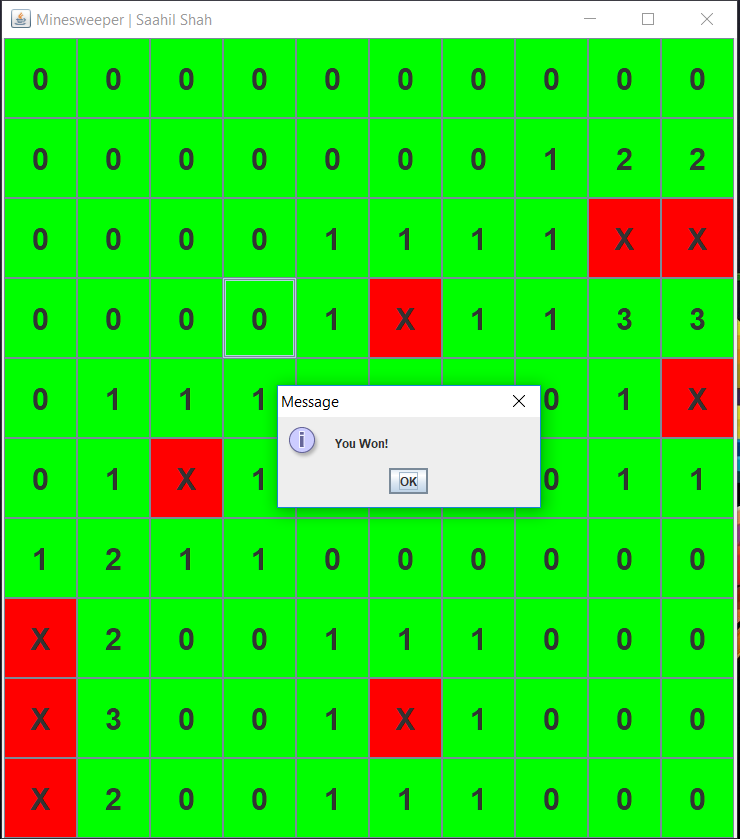 Minesweeper | Saahil Shah
0 0 0 0 0 0 0 0 0 0
0 0 0 0 0 0 0 1 2 2
0 0 0 0 1 1 1 1 X X
0 0 0 0 1 X 1 1 3 3
0 1 1 1 0 1 X
Message
You Won!
0 1 X 1 0 1 1
OK
1 2 1 1 0 0 0 0 0 0
X 2 0 0 1 1 1 0 0 0
X 3 0 0 1 X 1 0 0 0
X 2 0 0 1 1 1 0 0 0